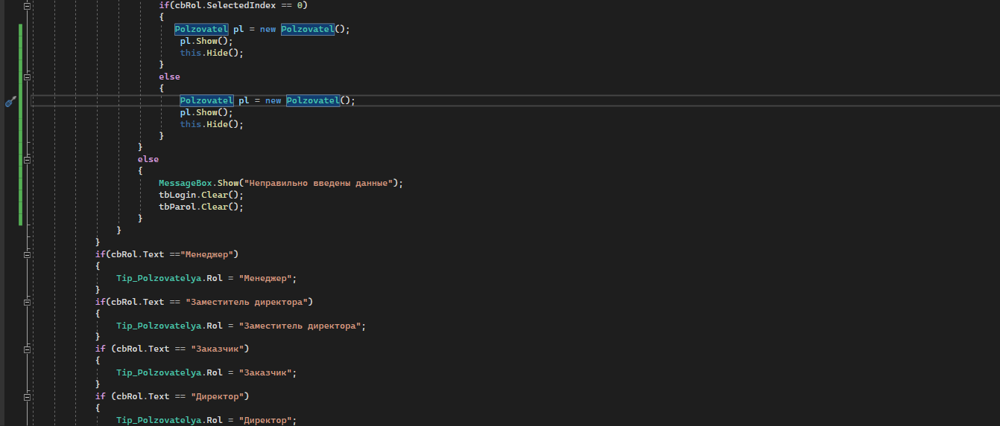 if(cbRol.SelectedIndex == 0)
{
Polzovatel pl = new Polzovatel();
pl.Show();
this.Hide();
}
else
{
Polzovatel pl = new Polzovatel();
pl.Show();
this.Hide();
}
}
else
{
MessageBox.Show("Неправильно введены данные");
tbLogin.Clear();
tbParol.Clear();
}
}
}
if(cbRol.Text =="Менеджер")
{
Tip_Polzovatelya.Rol = "Менеджер";
}
if(cbRol.Text == "Заместитель директора")
{
Tip_Polzovatelya.Rol = "Заместитель директора";
}
if (cbRol.Text == "Заказчик")
{
Tip_Polzovatelya.Rol = "Заказчик";
}
if (cbRol.Text == "Директор")
{
Tip_Polzovatelya.Rol = "Директор";